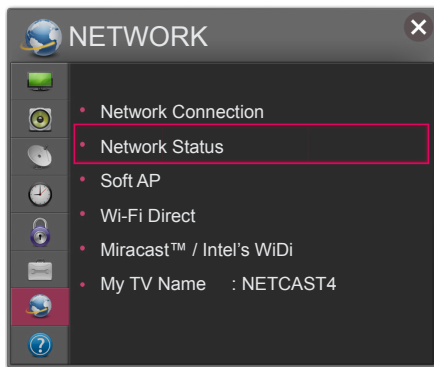 NETWORK
• Network Connection
• Network Status
• Soft AP
• Wi-Fi Direct
• Miracast™ / Intel's WiDi
• My TV Name : NETCAST4
?